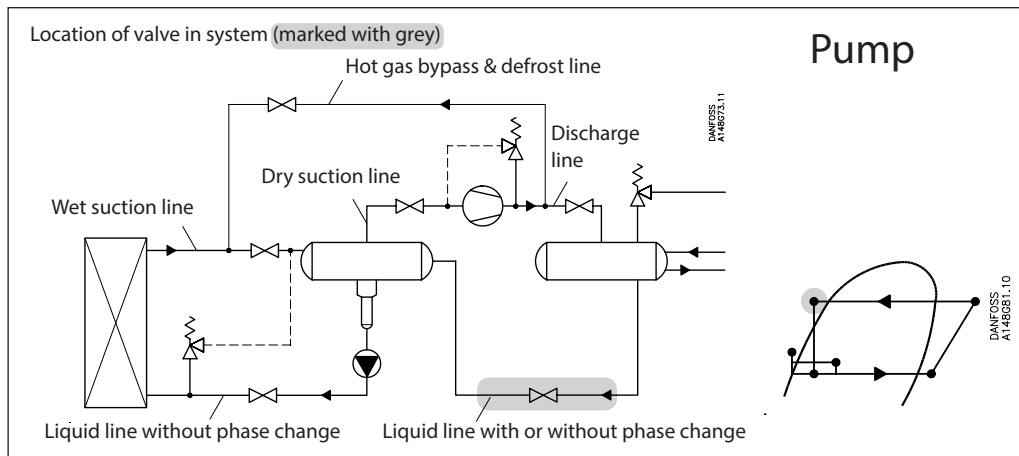 Location of valve in system (marked with grey)
Pump
Hot gas bypass & defrost line
DANFOSS
A148G73.11
Discharge
line
Dry suction line
Wet suction line
DANFOSS
A148G81.10
Liquid line without phase change
Liquid line with or without phase change